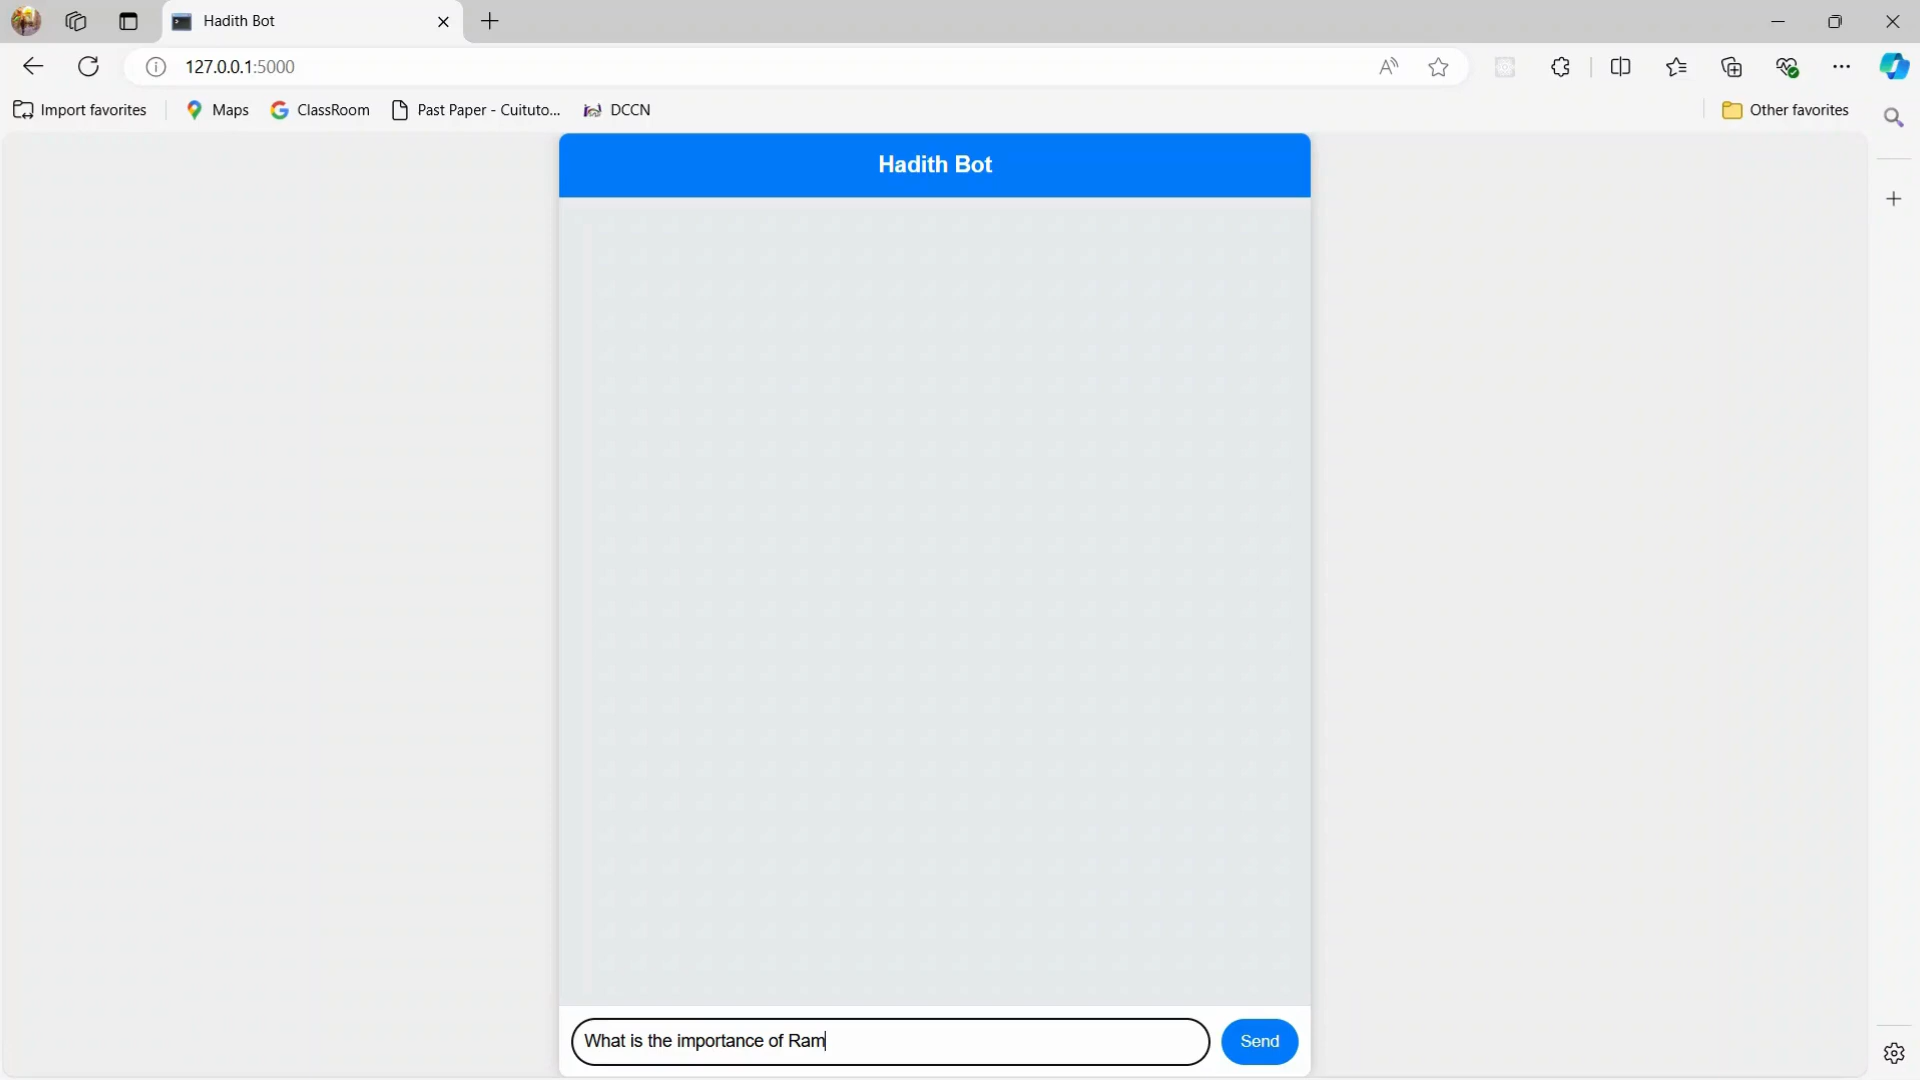 Hadith Bot
127.0.0.1:5000
Import favorites
Maps
ClassRoom
Past Paper - Cuituto...
DCCN
Other favorites
Hadith Bot
What is the importance of Ram
Send